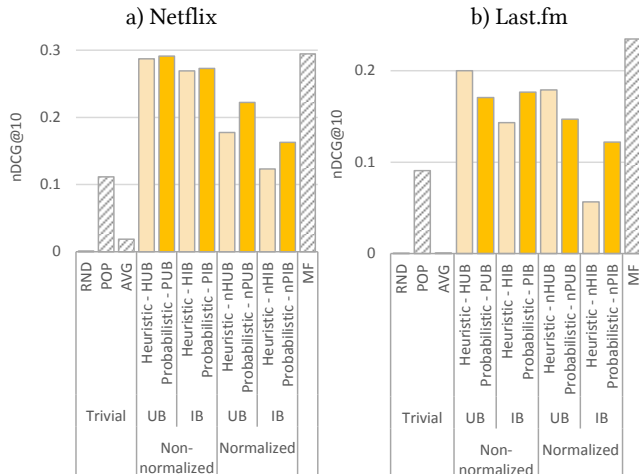 a) Netflix
nDCG@10
0.3
0.2
0.1
0
RND
POP
AVG
Heuristic - HUB
Probabilistic - PUB
Heuristic - HIB
Probabilistic - PIB
Heuristic - nHUB
Probabilistic - nPUB
Heuristic - nHIB
Probabilistic - nPIB
MF
Trivial
UB
IB
UB
IB
Non-
normalized
Normalized
b) Last.fm
nDCG@10
0.2
0.1
0
RND
POP
AVG
Heuristic - HUB
Probabilistic - PUB
Heuristic - HIB
Probabilistic - PIB
Heuristic - nHUB
Probabilistic - nPUB
Heuristic - nHIB
Probabilistic - nPIB
MF
Trivial
UB
IB
UB
IB
Non-
normalized
Normalized